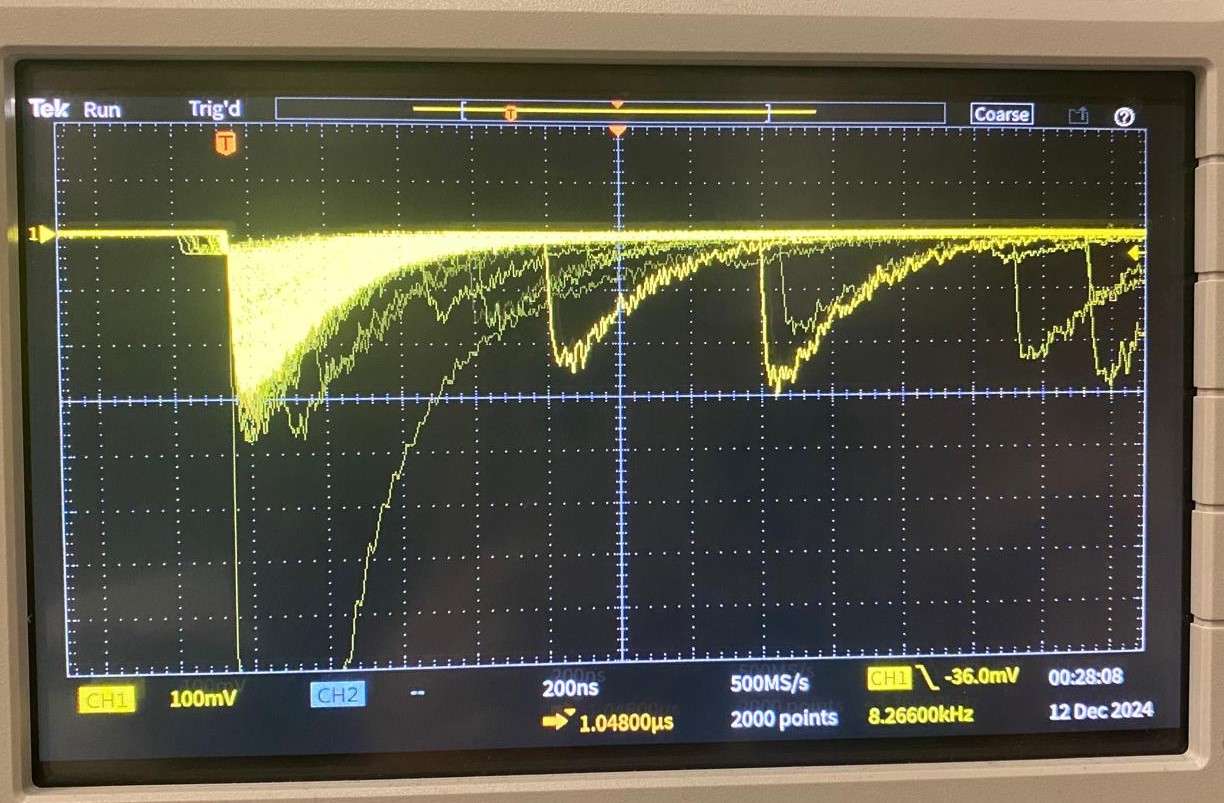 Tek Run Trig'd Coarse ?
T
1
CH1 100mV CH2 -- 200ns 500MS/s CH1 -36.0mV 00:28:08
1.04800µs 2000 points 8.26600kHz 12 Dec 2024